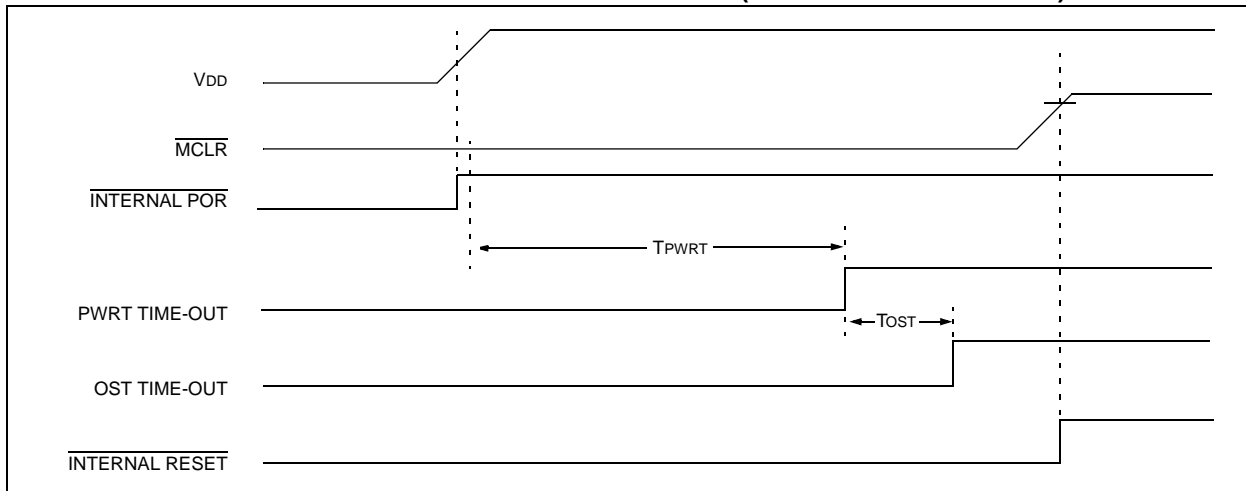 VDD
MCLR
INTERNAL POR
TPWRT
PWRT TIME-OUT
TOST
OST TIME-OUT
INTERNAL RESET